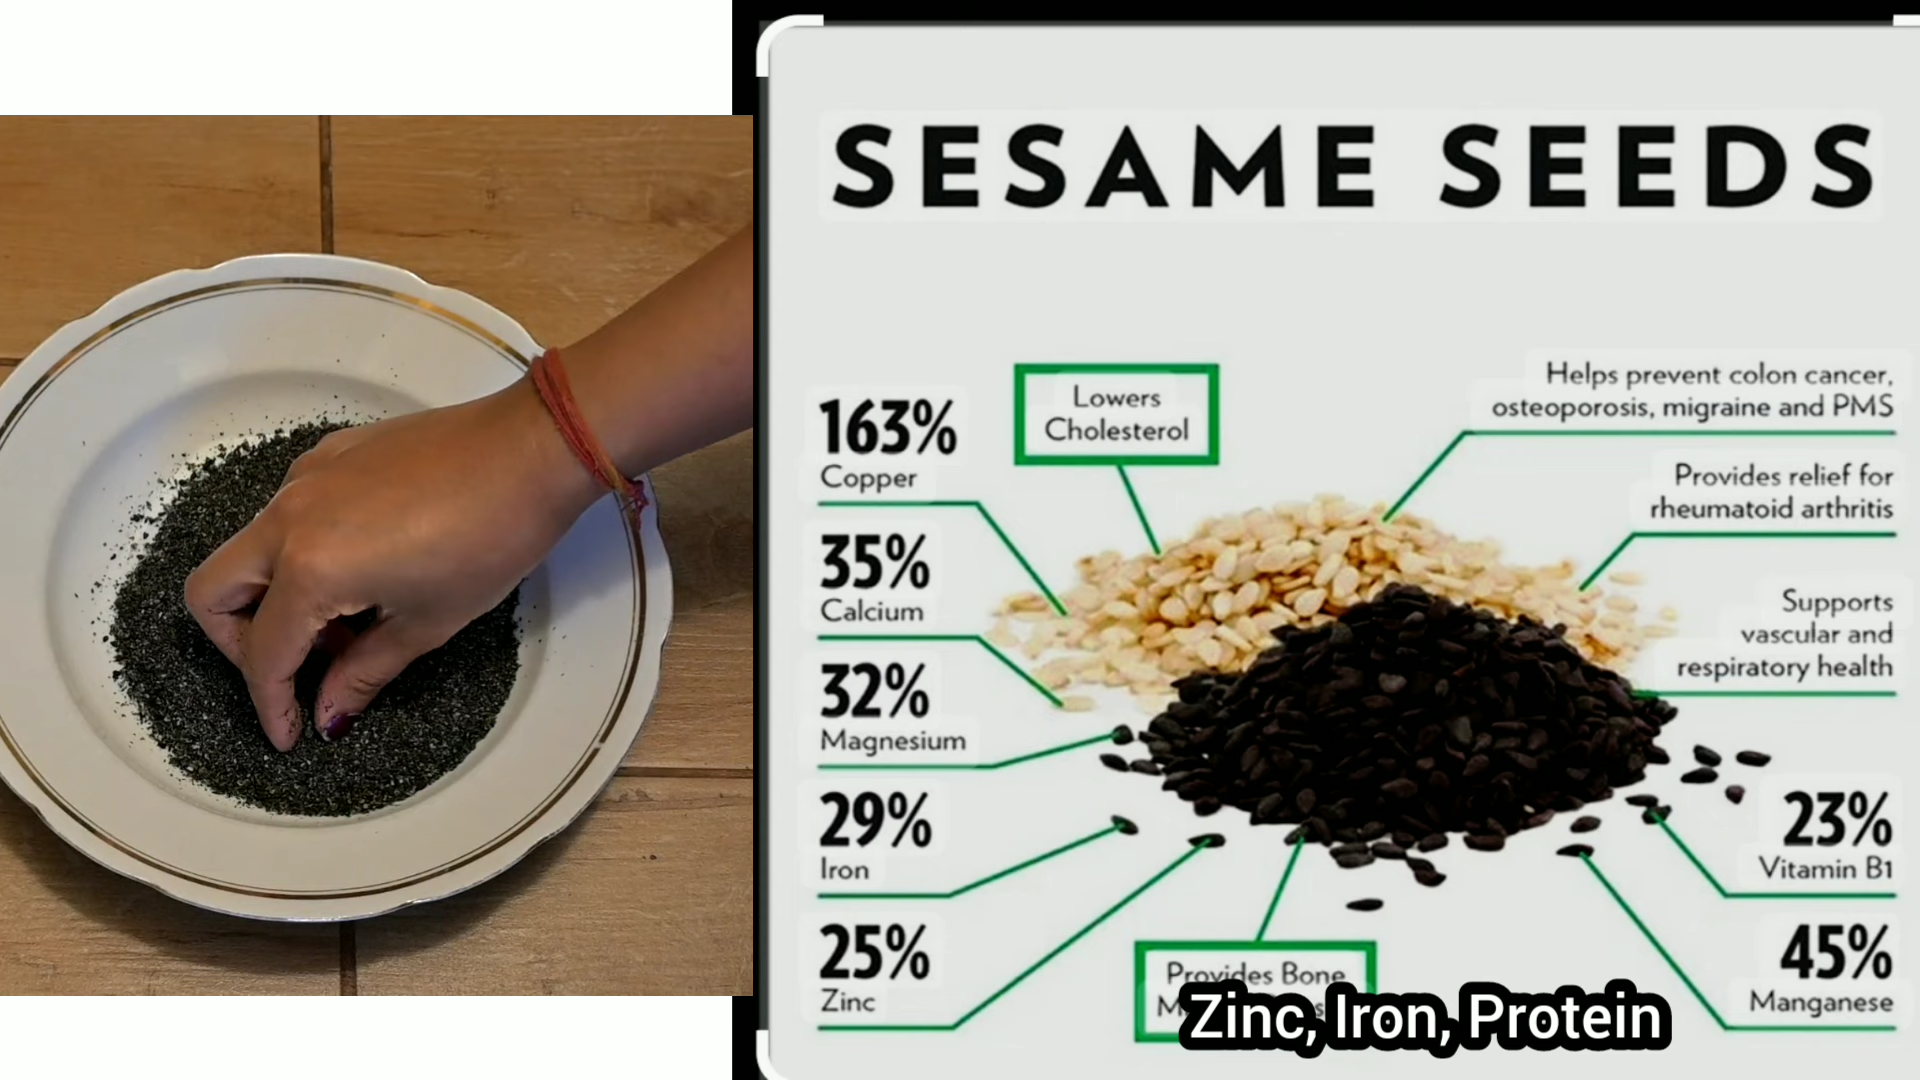 SESAME SEEDS
Lowers
Cholesterol
Helps prevent colon cancer,
osteoporosis, migraine and PMS
163%
Copper
Provides relief for
rheumatoid arthritis
35%
Calcium
Supports
vascular and
respiratory health
32%
Magnesium
29%
Iron
23%
Vitamin B1
25%
Zinc
Provides Bone
45%
Manganese
Zinc, Iron, Protein